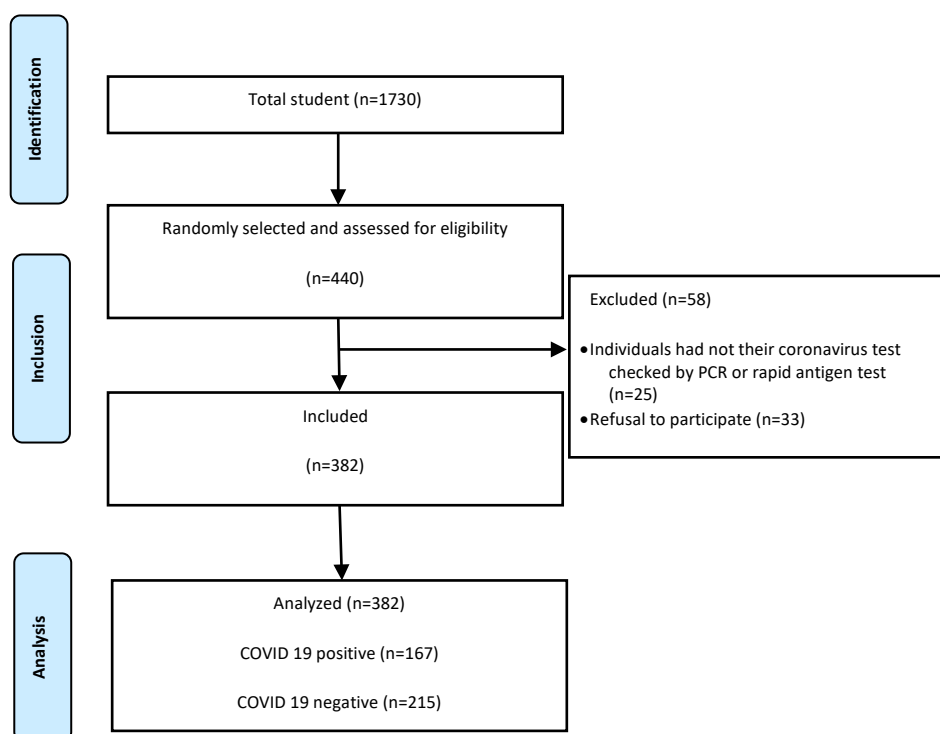 Identification
Total student (n=1730)
Randomly selected and assessed for eligibility
(n=440)
Inclusion
Excluded (n=58)
•Individuals had not their coronavirus test
checked by PCR or rapid antigen test
(n=25)
•Refusal to participate (n=33)
Included
(n=382)
Analysis
Analyzed (n=382)
COVID 19 positive (n=167)
COVID 19 negative (n=215)